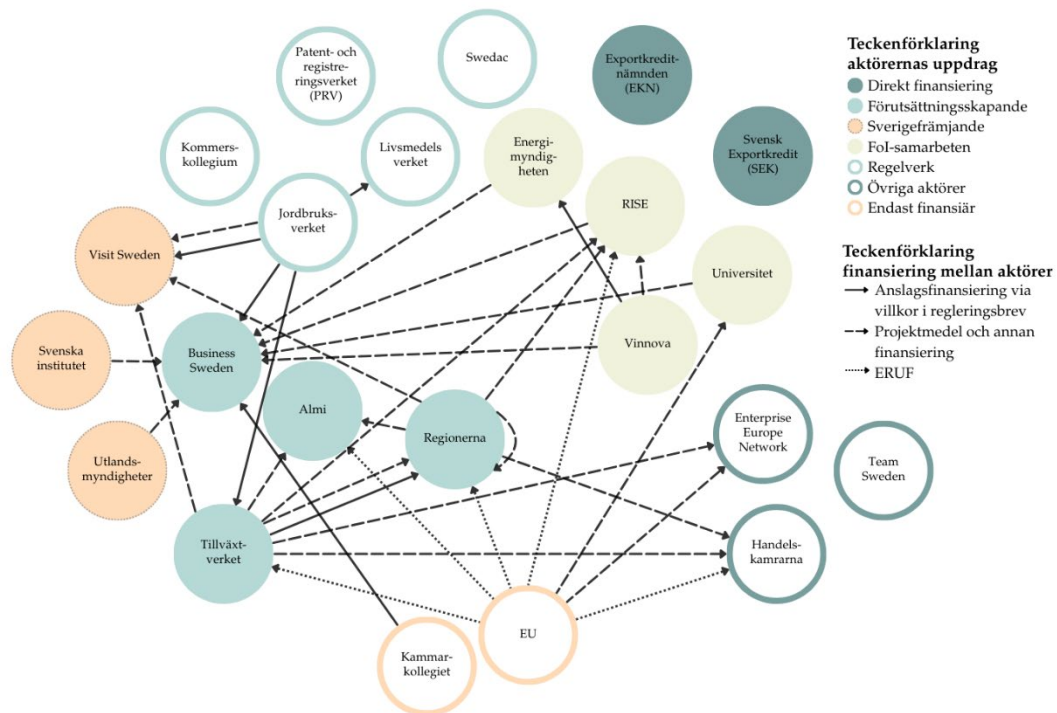 Patent- och
registre-
ringsverket
(PRV)
Swedac
Exportkredit-
nämnden
(EKN)
Kommers-
kollegium
Livsmedels
verket
Energi-
myndig-
heten
Svensk
Exportkredit
(SEK)
Jordbruks-
verket
RISE
Visit Sweden
Universitet
Svenska
institutet
Business
Sweden
Vinnova
Almi
Regionerna
Enterprise
Europe
Network
Utlands-
myndigheter
Team
Sweden
Tillväxt-
verket
Handels-
kamrarna
EU
Kammar-
kollegiet
Teckenförklaring
aktörernas uppdrag
Direkt finansiering
Förutsättningsskapande
Sverigefrämjande
FoI-samarbeten
Regelverk
Övriga aktörer
Endast finansiär
Teckenförklaring
finansiering mellan aktörer
Anslagsfinansiering via
villkor i regleringsbrev
Projektmedel och annan
finansiering
ERUF